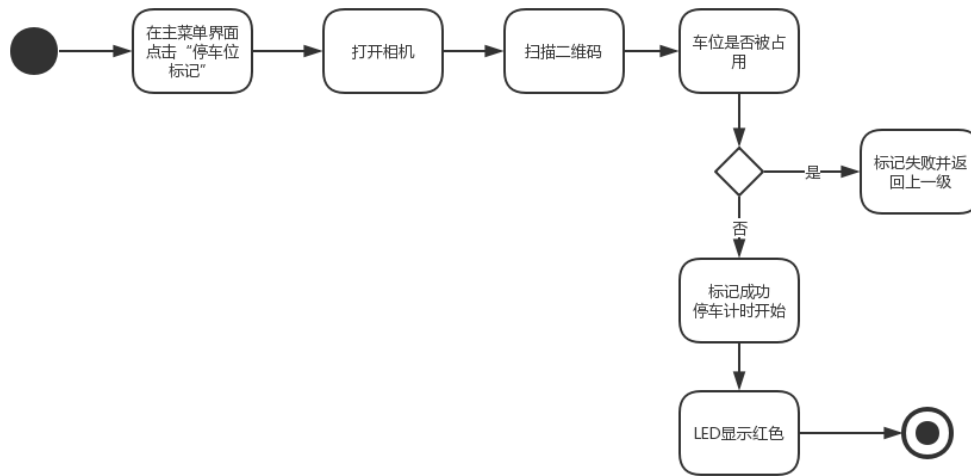 在主菜单界面
点击“停车位
标记”
打开相机
扫描二维码
车位是否被占
用
是
标记失败并返
回上一级
否
标记成功
停车计时开始
LED显示红色